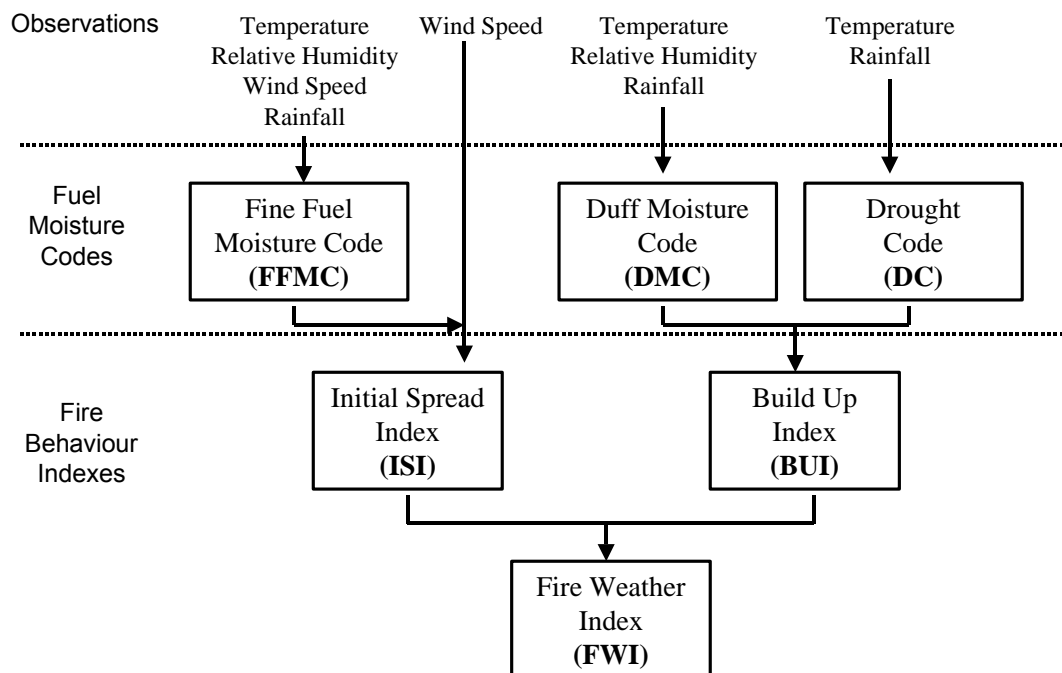 Observations
Temperature
Relative Humidity
Wind Speed
Rainfall
Wind Speed
Temperature
Relative Humidity
Rainfall
Temperature
Rainfall
Fuel
Moisture
Codes
Fine Fuel
Moisture Code
(FFMC)
Duff Moisture
Code
(DMC)
Drought
Code
(DC)
Fire
Behaviour
Indexes
Initial Spread
Index
(ISI)
Build Up
Index
(BUI)
Fire Weather
Index
(FWI)